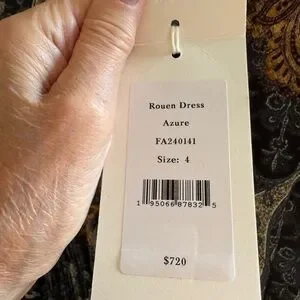 Rouen Dress
Azure
FA240141
Size: 4
1 95066 87832 5
$720